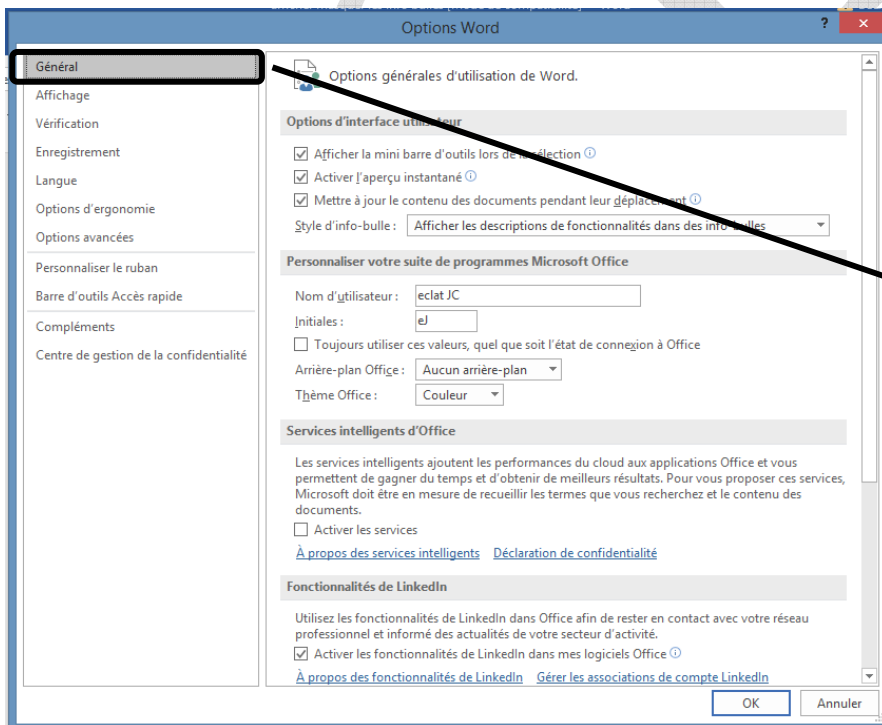 Options Word
?
Général
Affichage
Vérification
Enregistrement
Langue
Options d'ergonomie
Options avancées
Personnaliser le ruban
Barre d'outils Accès rapide
Compléments
Centre de gestion de la confidentialité
Options générales d'utilisation de Word.
Options d'interface utilisateur
Afficher la mini barre d'outils lors de la sélection
Activer l'aperçu instantané
Mettre à jour le contenu des documents pendant leur déplacement
Style d'info-bulle : Afficher les descriptions de fonctionnalités dans des info-bulles
Personnaliser votre suite de programmes Microsoft Office
Nom d'utilisateur : eclat JC
Initiales : eJ
Toujours utiliser ces valeurs, quel que soit l'état de connexion à Office
Arrière-plan Office : Aucun arrière-plan
Thème Office : Couleur
Services intelligents d'Office
Les services intelligents ajoutent les performances du cloud aux applications Office et vous
permettent de gagner du temps et d'obtenir de meilleurs résultats. Pour vous proposer ces services,
Microsoft doit être en mesure de recueillir les termes que vous recherchez et le contenu des
documents.
Activer les services
À propos des services intelligents Déclaration de confidentialité
Fonctionnalités de LinkedIn
Utilisez les fonctionnalités de LinkedIn dans Office afin de rester en contact avec votre réseau
professionnel et informé des actualités de votre secteur d'activité.
Activer les fonctionnalités de LinkedIn dans mes logiciels Office
À propos des fonctionnalités de LinkedIn Gérer les associations de compte LinkedIn
OK Annuler